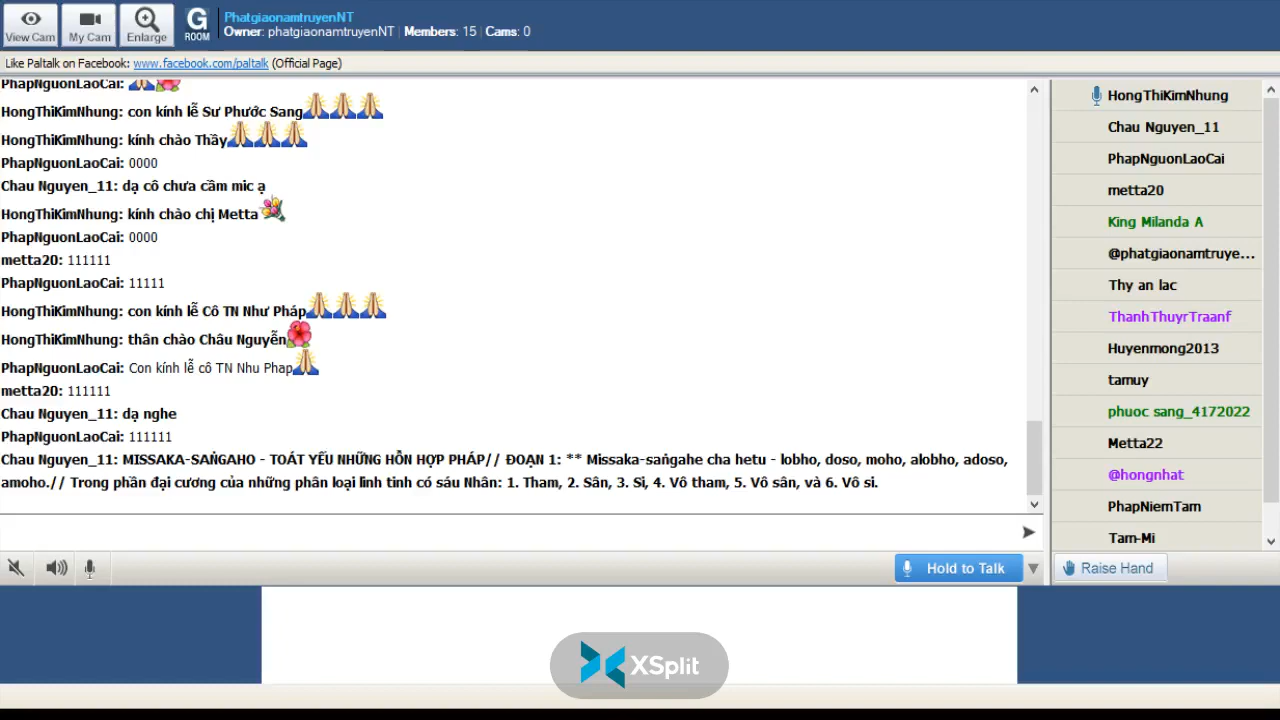 View Cam
My Cam
Enlarge
G
ROOM
PhatgiaonamtruyenNT
Owner: phatgiaonamtruyenNT | Members: 15 | Cams: 0
Like Paltalk on Facebook: www.facebook.com/paltalk (Official Page)
PhapNguonLaoCai:
HongThiKimNhung: con kính lễ Sư Phước Sang
HongThiKimNhung: kính chào Thầy
PhapNguonLaoCai: 0000
Chau Nguyen_11: dạ cô chưa cầm mic ạ
HongThiKimNhung: kính chào chị Metta
PhapNguonLaoCai: 0000
metta20: 111111
PhapNguonLaoCai: 11111
HongThiKimNhung: con kính lễ Cô TN Như Pháp
HongThiKimNhung: thân chào Châu Nguyễn
PhapNguonLaoCai: Con kính lễ cô TN Nhu Phap
metta20: 111111
Chau Nguyen_11: dạ nghe
PhapNguonLaoCai: 111111
Chau Nguyen_11: MISSAKA-SAṄGAHO - TOÁT YẾU NHỮNG HỖN HỢP PHÁP// ĐOẠN 1: ** Missaka-saṅgahe cha hetu - lobho, doso, moho, alobho, adoso,
amoho.// Trong phần đại cương của những phân loại linh tinh có sáu Nhân: 1. Tham, 2. Sân, 3. Si, 4. Vô tham, 5. Vô sân, và 6. Vô si.
HongThiKimNhung
Chau Nguyen_11
PhapNguonLaoCai
metta20
King Milanda A
@phatgiaonamtruye...
Thy an lac
ThanhThuyrTraanf
Huyenmong2013
tamuy
phuoc sang_4172022
Metta22
@hongnhat
PhapNiemTam
Tam-Mi
Hold to Talk
Raise Hand
XSplit